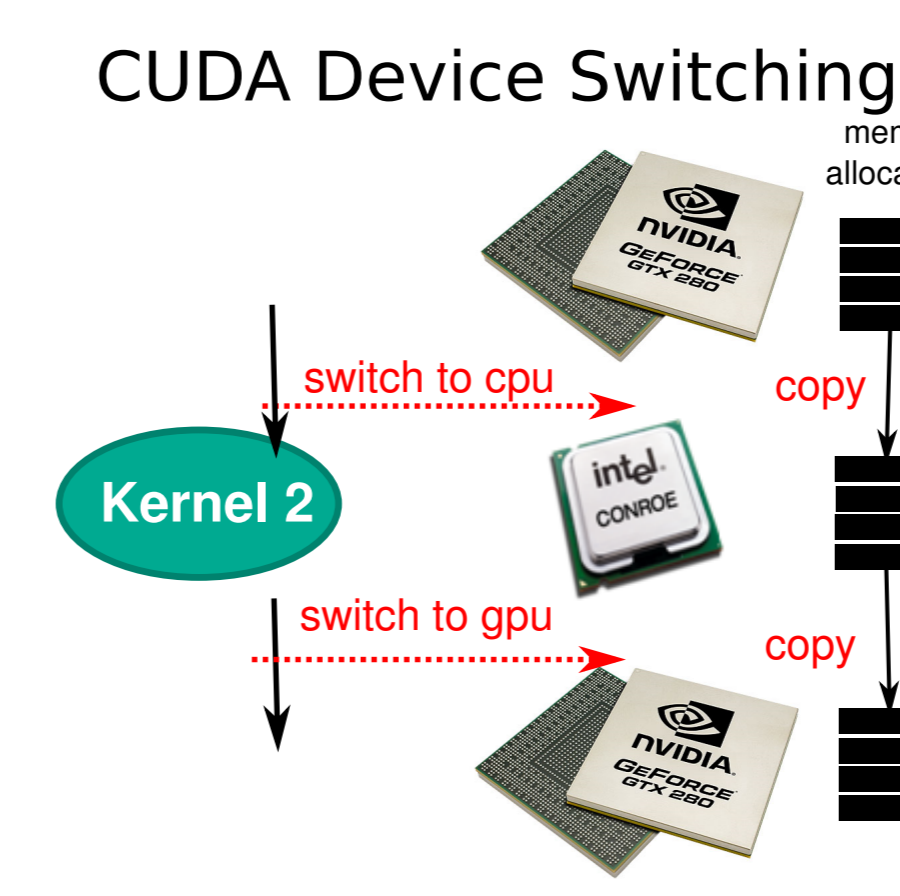 CUDA Device Switching
NVIDIA
GEFORCE
GTX 280
switch to cpu
copy
intel
CONROE
Kernel 2
switch to gpu
copy
NVIDIA
GEFORCE
GTX 280